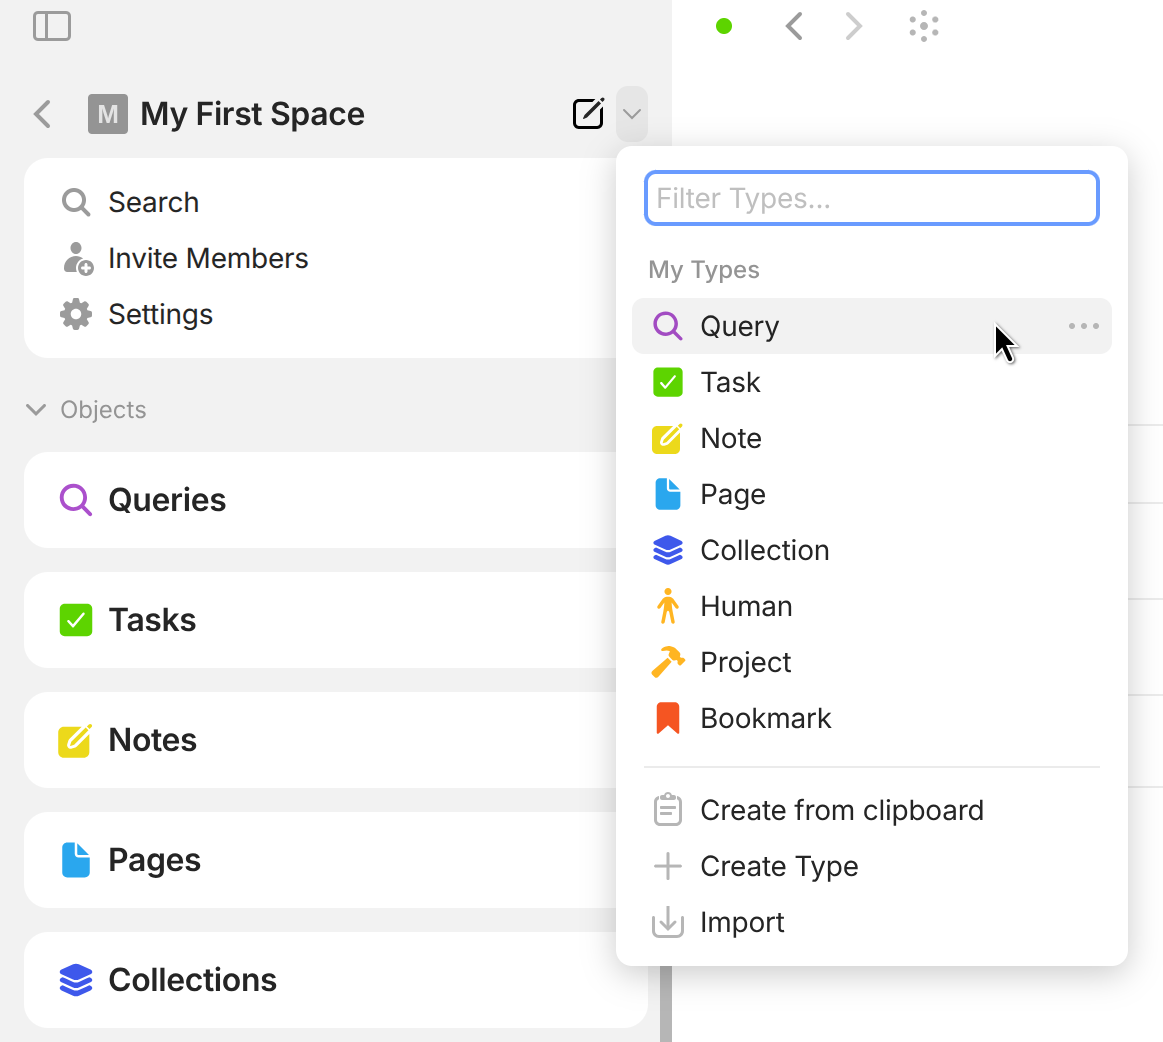 M My First Space
Search
Invite Members
Settings
Objects
Queries
Tasks
Notes
Pages
Collections
Filter Types...
My Types
Query
Task
Note
Page
Collection
Human
Project
Bookmark
Create from clipboard
Create Type
Import